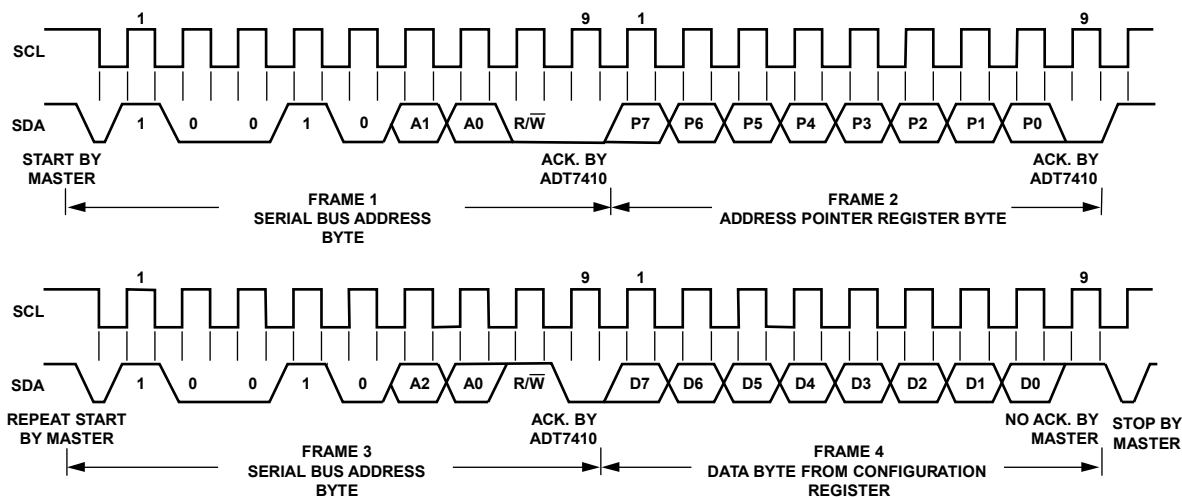 1 9 1 9
SCL
SDA 1 0 0 1 0 A1 A0 R/W̅ P7 P6 P5 P4 P3 P2 P1 P0
START BY
MASTER
ACK. BY
ADT7410
ACK. BY
ADT7410
FRAME 1
SERIAL BUS ADDRESS
BYTE
FRAME 2
ADDRESS POINTER REGISTER BYTE
1 9 1 9
SCL
SDA 1 0 0 1 0 A2 A0 R/W̅ D7 D6 D5 D4 D3 D2 D1 D0
REPEAT START
BY MASTER
ACK. BY
ADT7410
NO ACK. BY
MASTER
STOP BY
MASTER
FRAME 3
SERIAL BUS ADDRESS
BYTE
FRAME 4
DATA BYTE FROM CONFIGURATION
REGISTER